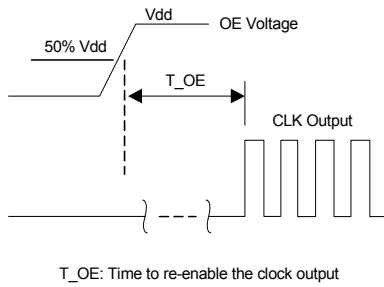 Vdd
OE Voltage
50% Vdd
T_OE
CLK Output
T_OE: Time to re-enable the clock output